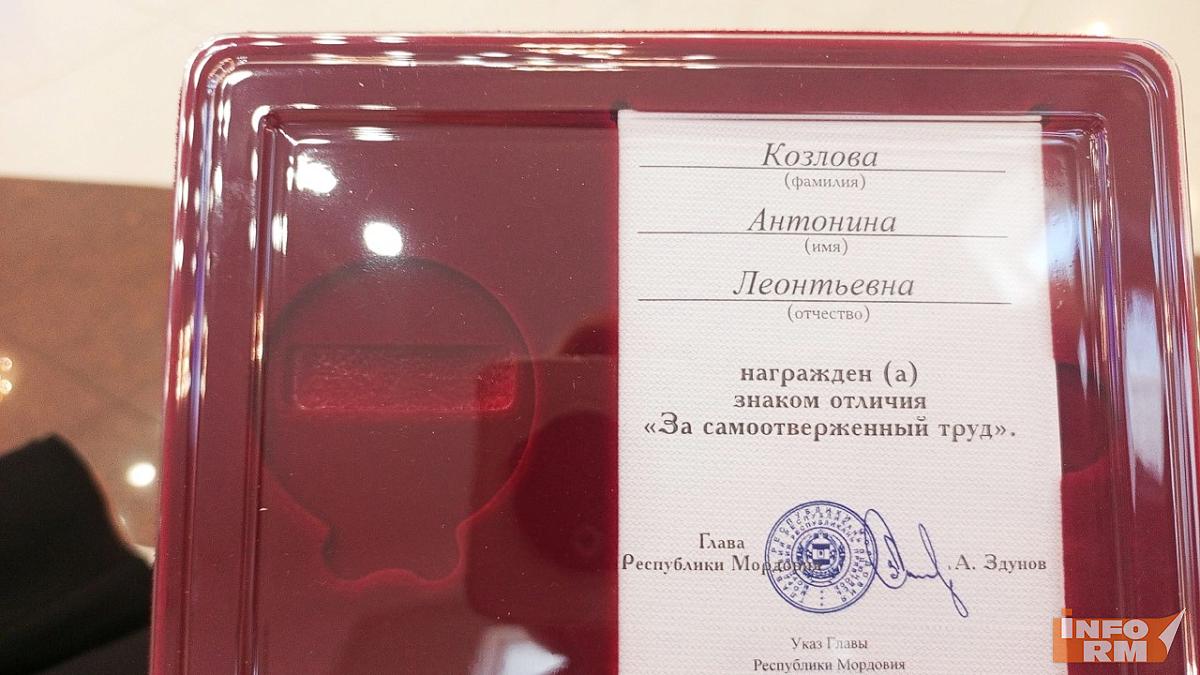 Козлова
(фамилия)
Антонина
(имя)
Леонтьевна
(отчество)
награжден (а)
знаком отличия
«За самоотверженный труд».
Глава
Республики Мордовия
А. Здунов
Указ Главы
Республики Мордовия
INFO
RM